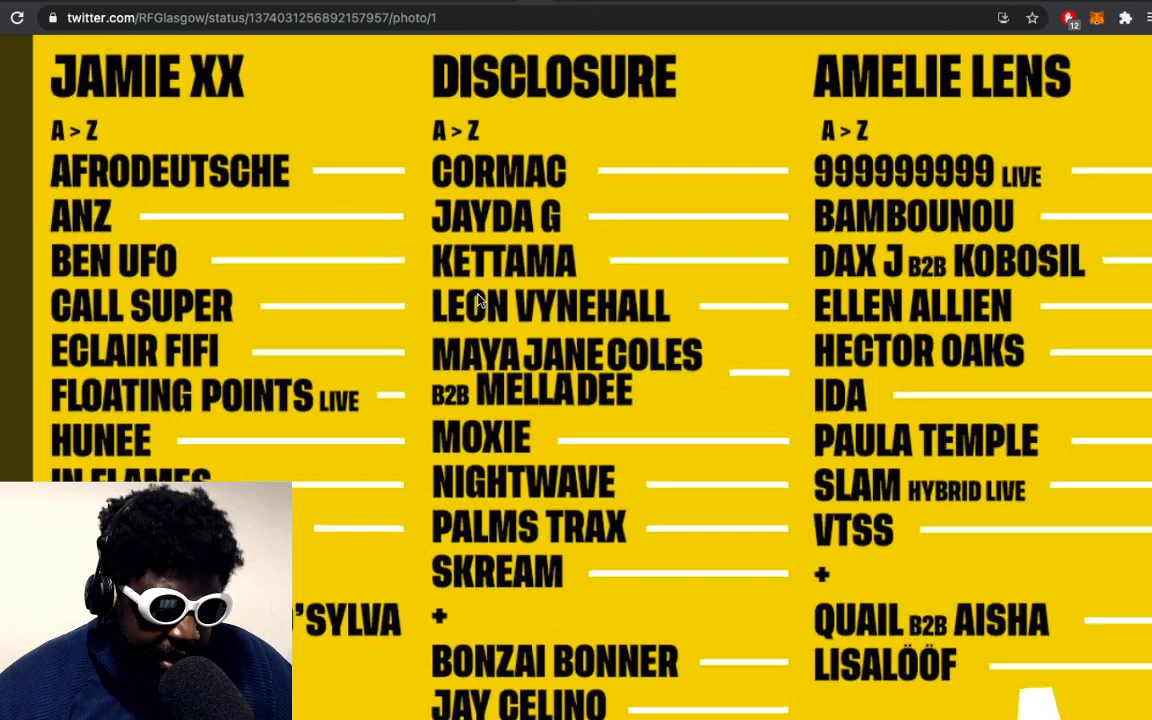 twitter.com/RFGlasgow/status/1374031256892157957/photo/1
12
JAMIE XX
A > Z
AFRODEUTSCHE
ANZ
BEN UFO
CALL SUPER
ECLAIR FIFI
FLOATING POINTS LIVE
HUNEE
IN FLAMES
'SYLVA
DISCLOSURE
A > Z
CORMAC
JAYDA G
KETTAMA
LEON VYNEHALL
MAYA JANE COLES
B2B MELLA DEE
MOXIE
NIGHTWAVE
PALMS TRAX
SKREAM
+
BONZAI BONNER
JAY CELINO
AMELIE LENS
A > Z
999999999 LIVE
BAMBOUNOU
DAX J B2B KOBOSIL
ELLEN ALLIEN
HECTOR OAKS
IDA
PAULA TEMPLE
SLAM HYBRID LIVE
VTSS
+
QUAIL B2B AISHA
LISALÖÖF